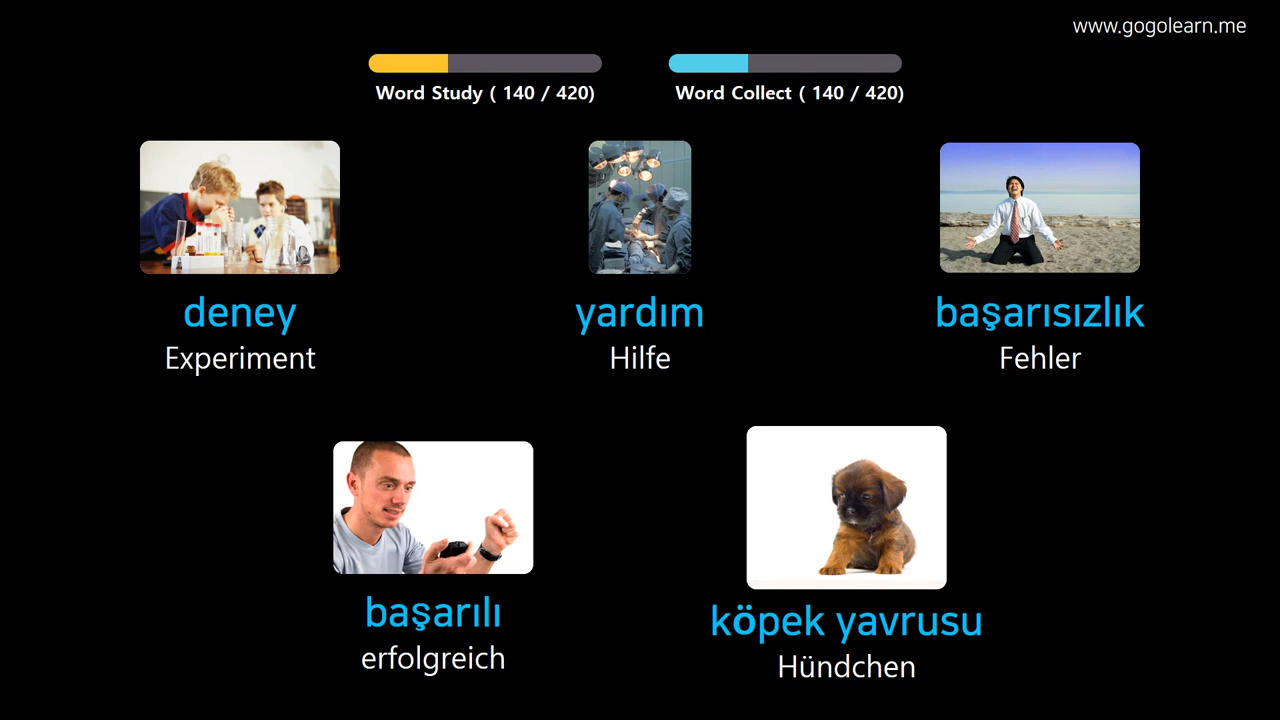 www.gogolearn.me
Word Study ( 140 / 420)
Word Collect ( 140 / 420)
deney
Experiment
yardım
Hilfe
başarısızlık
Fehler
başarılı
erfolgreich
köpek yavrusu
Hündchen